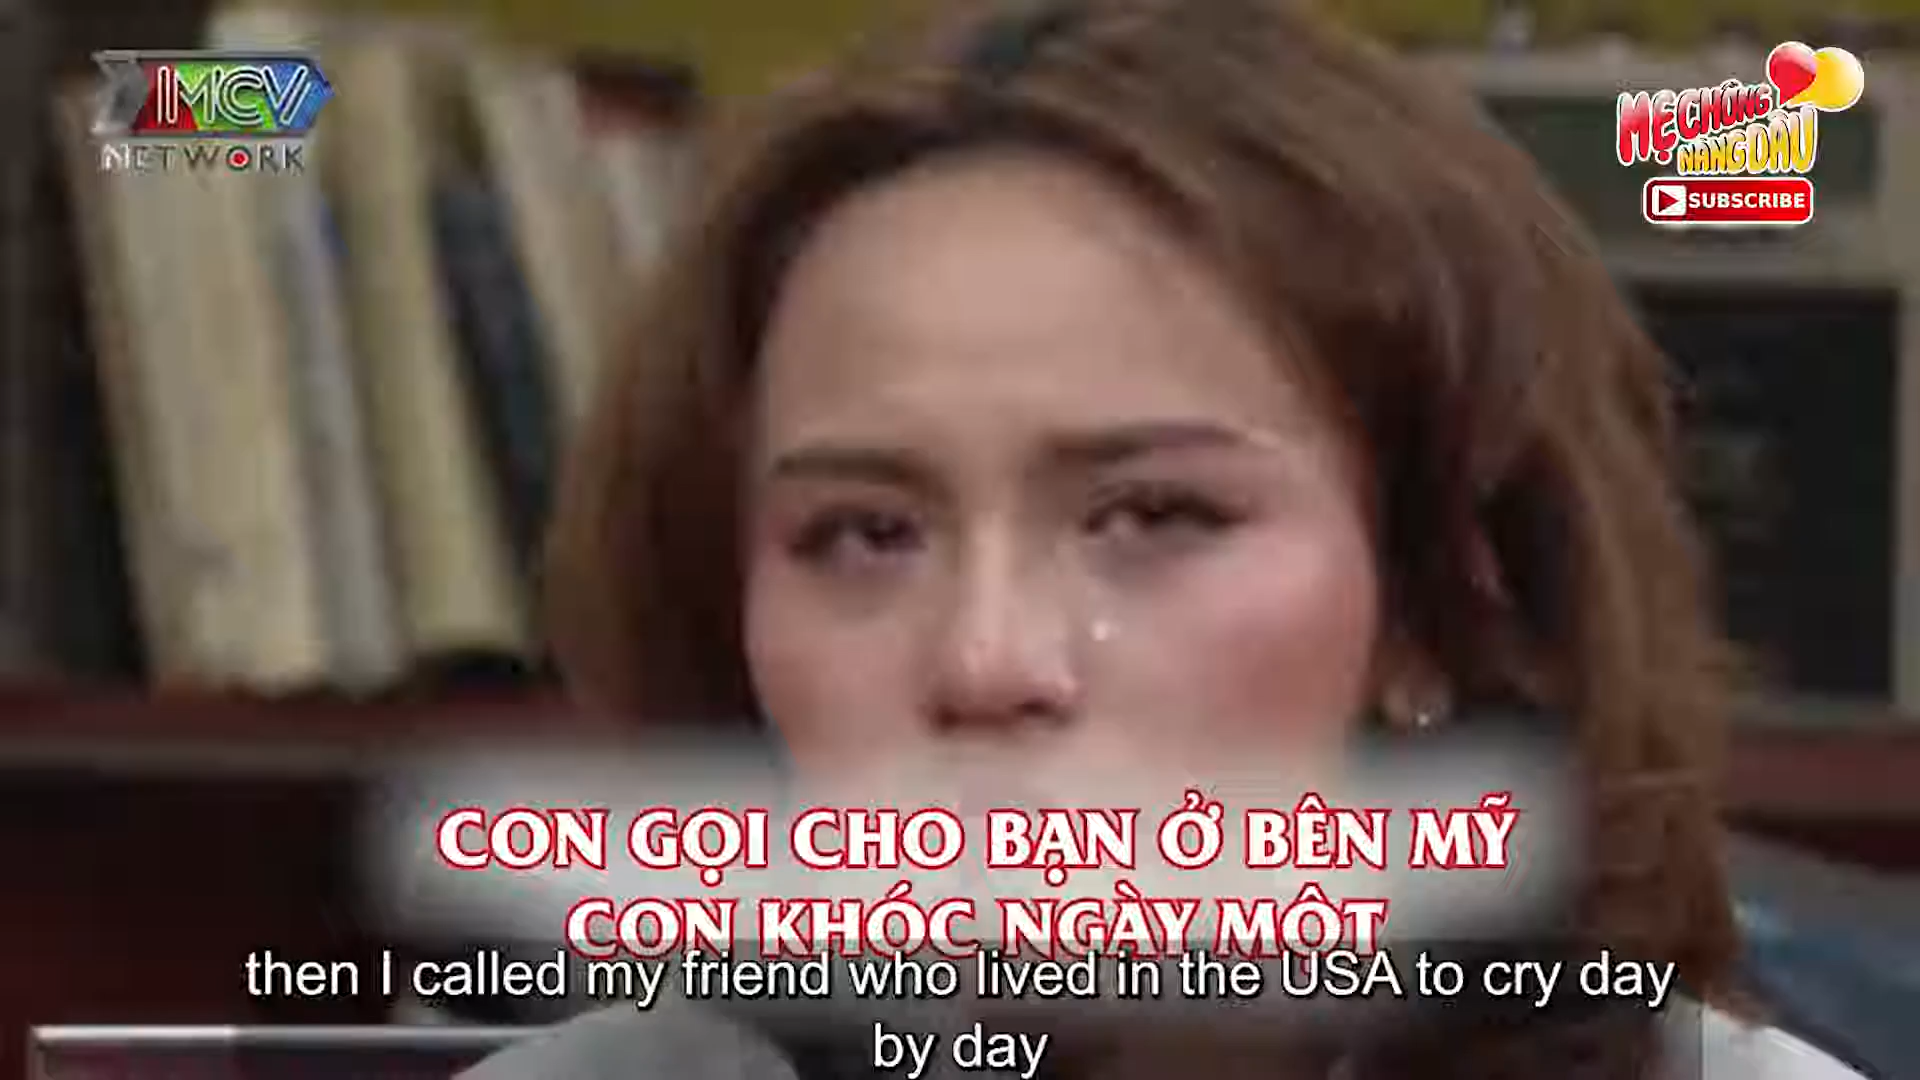 MCV
NETWORK
MẸ CHỒNG
NÀNG DÂU
SUBSCRIBE
CON GỌI CHO BẠN Ở BÊN MỸ
CON KHÓC NGÀY MỘT
then I called my friend who lived in the USA to cry day
by day